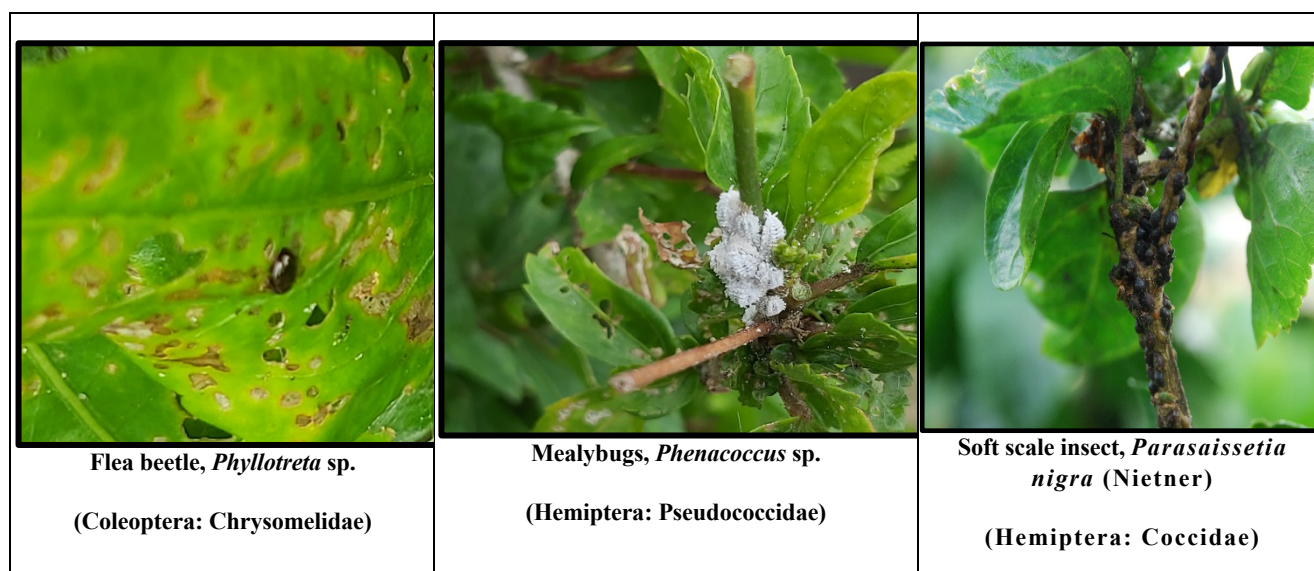 Flea beetle, Phyllotreta sp.
(Coleoptera: Chrysomelidae)
Mealybugs, Phenacoccus sp.
(Hemiptera: Pseudococcidae)
Soft scale insect, Parasaissetia
nigra (Nietner)
(Hemiptera: Coccidae)